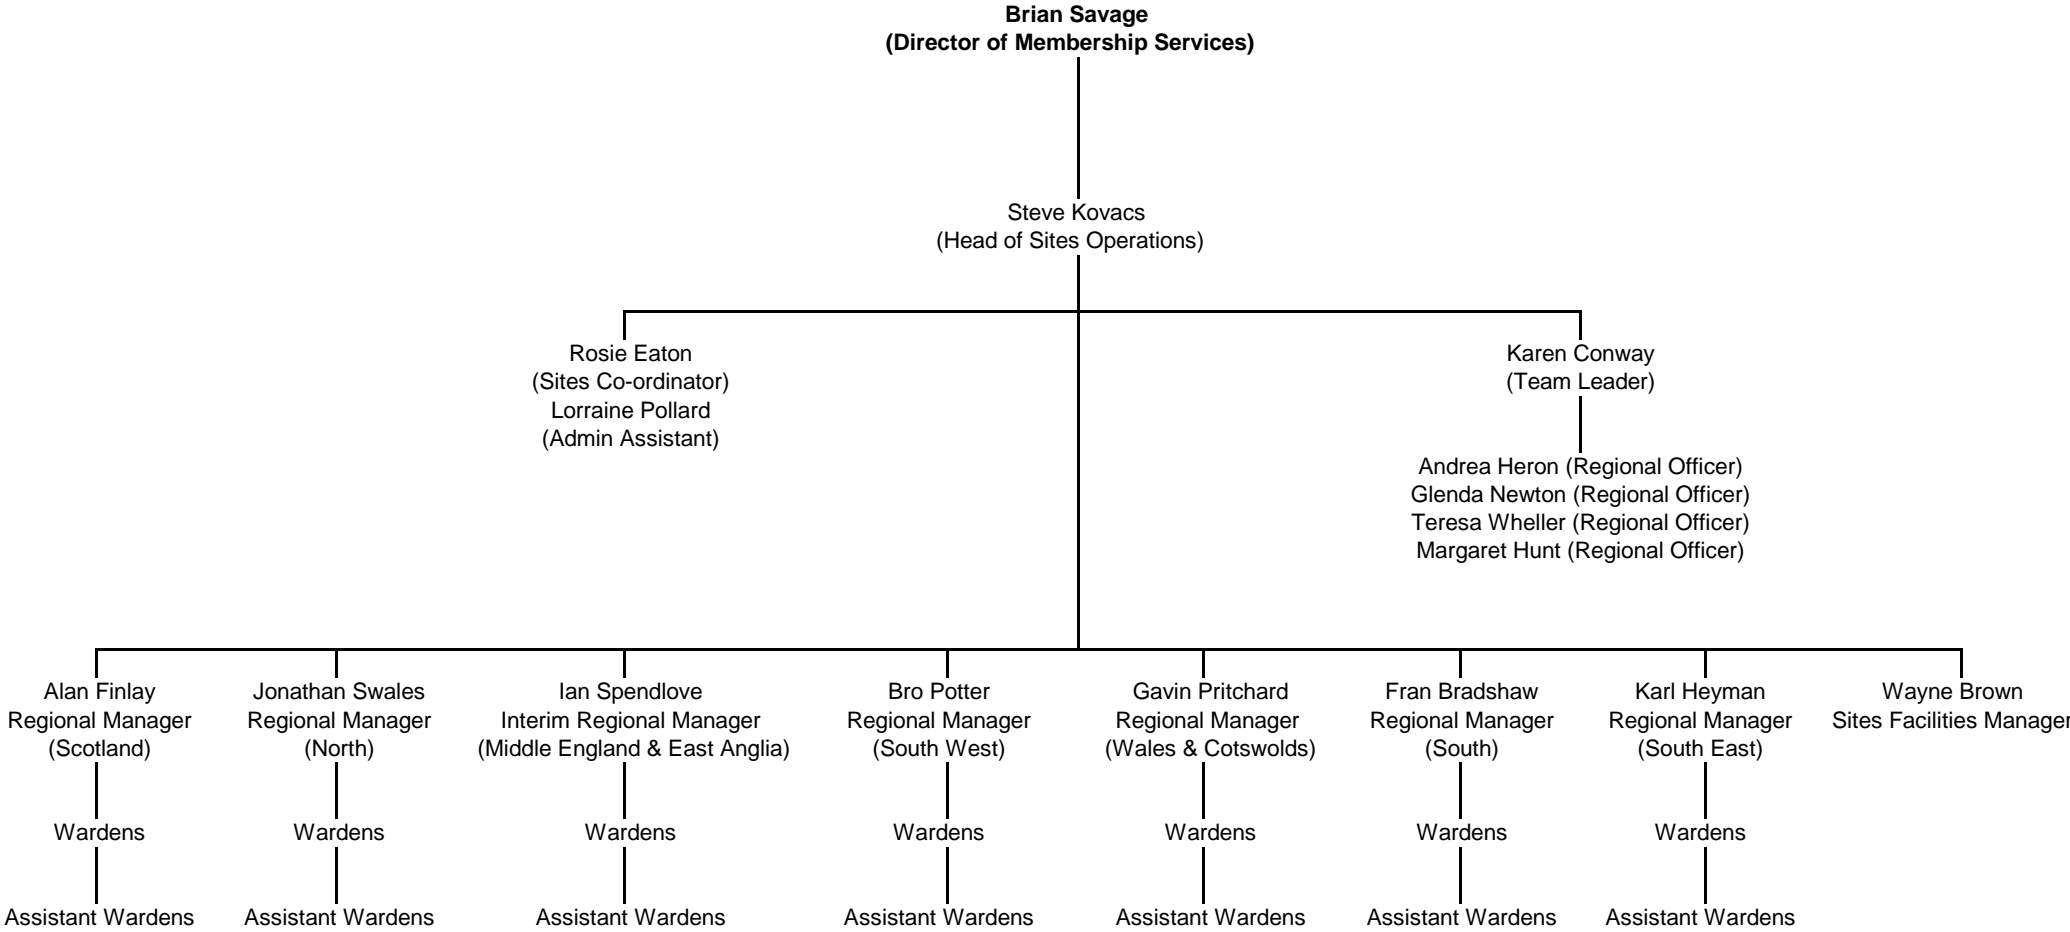 Brian Savage
(Director of Membership Services)
Steve Kovacs
(Head of Sites Operations)
Rosie Eaton
(Sites Co-ordinator)
Lorraine Pollard
(Admin Assistant)
Karen Conway
(Team Leader)
Andrea Heron (Regional Officer)
Glenda Newton (Regional Officer)
Teresa Wheller (Regional Officer)
Margaret Hunt (Regional Officer)
Alan Finlay
Regional Manager
(Scotland)
Wardens
Assistant Wardens
Jonathan Swales
Regional Manager
(North)
Wardens
Assistant Wardens
Ian Spendlove
Interim Regional Manager
(Middle England & East Anglia)
Wardens
Assistant Wardens
Bro Potter
Regional Manager
(South West)
Wardens
Assistant Wardens
Gavin Pritchard
Regional Manager
(Wales & Cotswolds)
Wardens
Assistant Wardens
Fran Bradshaw
Regional Manager
(South)
Wardens
Assistant Wardens
Karl Heyman
Regional Manager
(South East)
Wardens
Assistant Wardens
Wayne Brown
Sites Facilities Manager